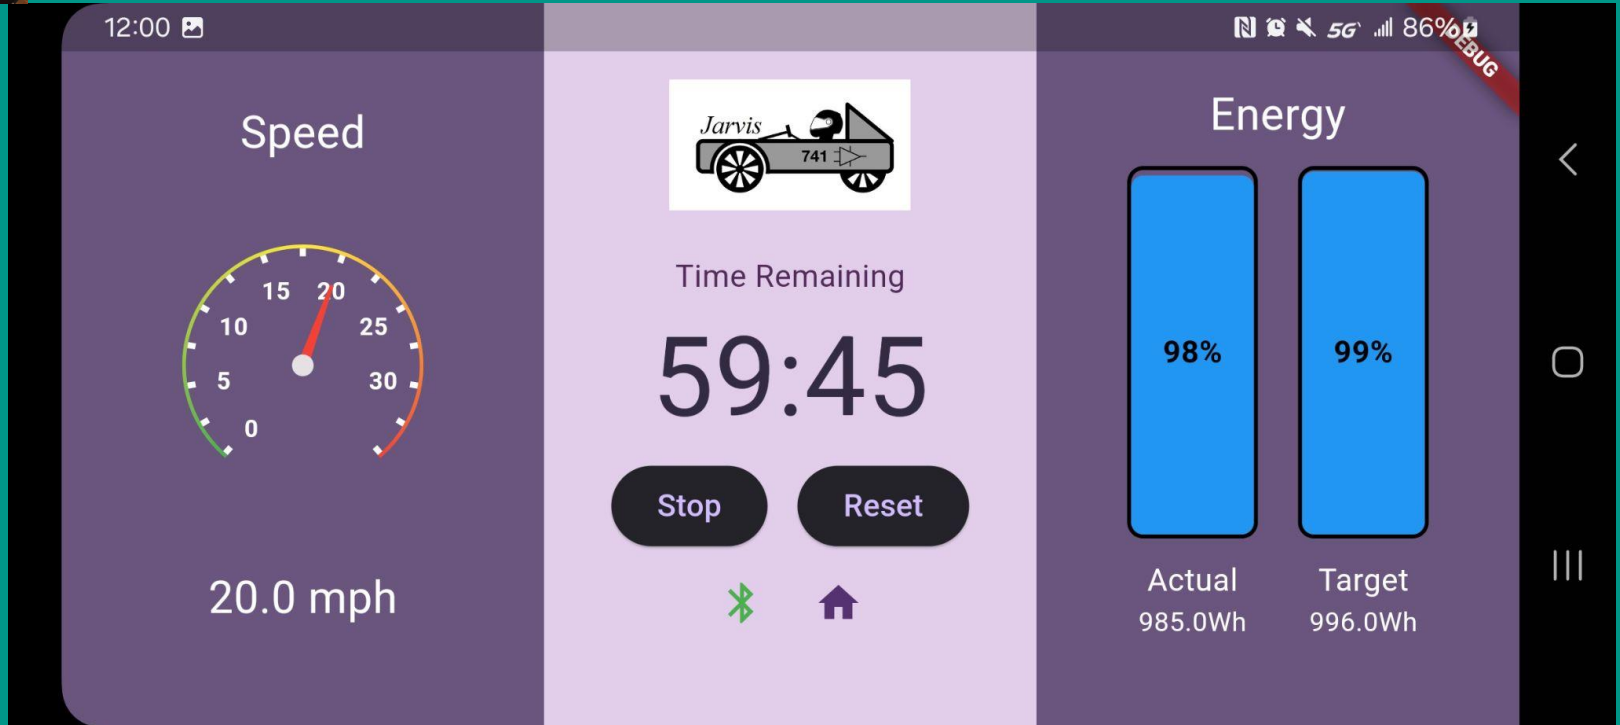 12:00
5G 86%
DEBUG
Speed
0
5
10
15
20
25
30
20.0 mph
Jarvis
741
Time Remaining
59:45
Stop Reset
Energy
98% 99%
Actual Target
985.0Wh 996.0Wh